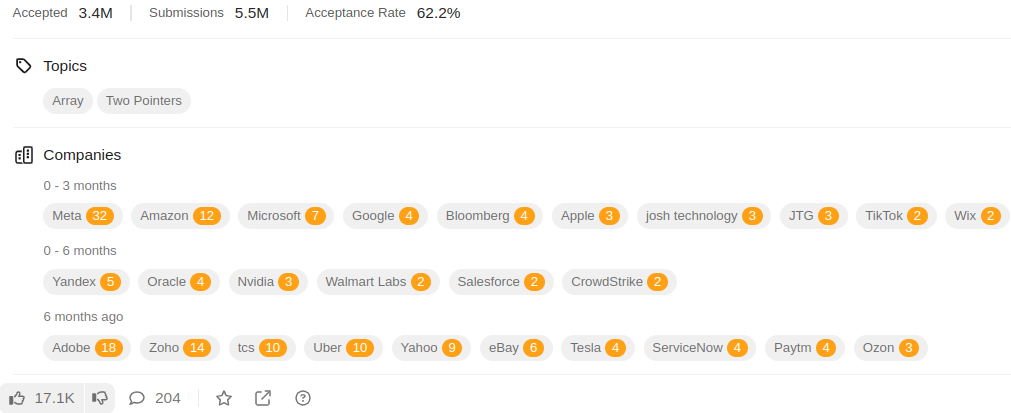 Accepted 3.4M Submissions 5.5M Acceptance Rate 62.2%
Topics
Array Two Pointers
Companies
0 - 3 months
Meta 32 Amazon 12 Microsoft 7 Google 4 Bloomberg 4 Apple 3 josh technology 3 JTG 3 TikTok 2 Wix 2
0 - 6 months
Yandex 5 Oracle 4 Nvidia 3 Walmart Labs 2 Salesforce 2 CrowdStrike 2
6 months ago
Adobe 18 Zoho 14 tcs 10 Uber 10 Yahoo 9 eBay 6 Tesla 4 ServiceNow 4 Paytm 4 Ozon 3
17.1K 204